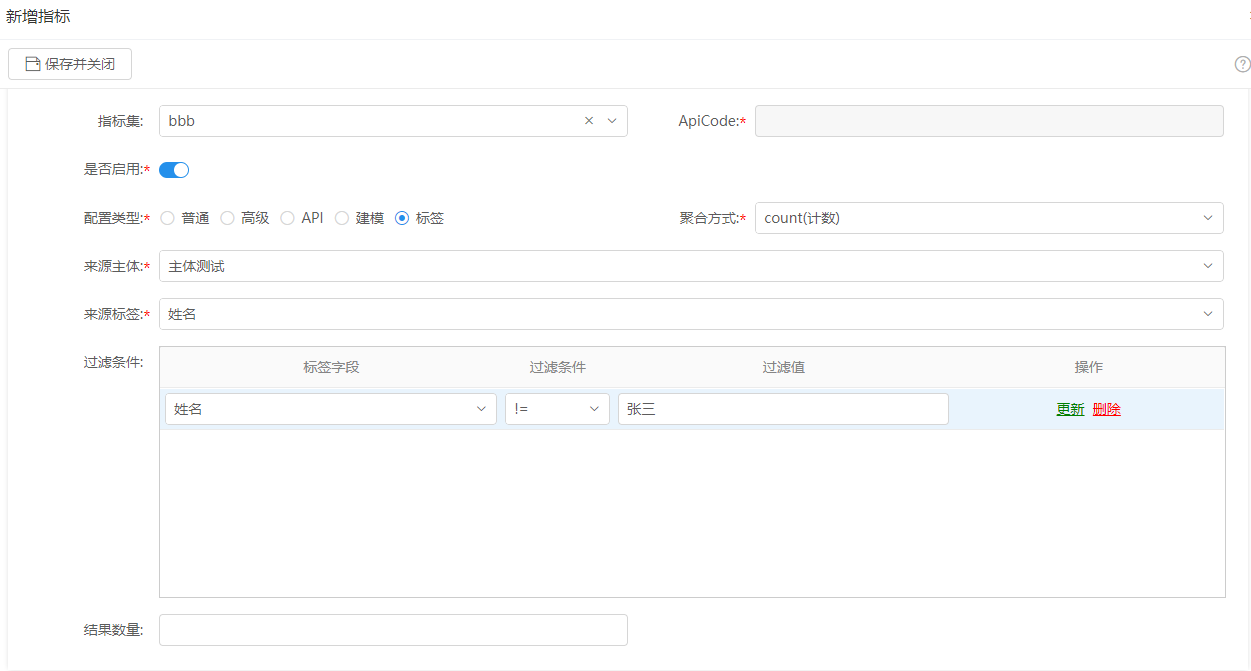 新增指标
保存并关闭
指标集: bbb ApiCode:*
是否启用:*
配置类型:* 普通 高级 API 建模 标签 聚合方式:* count(计数)
来源主体:* 主体测试
来源标签:* 姓名
过滤条件: 标签字段 过滤条件 过滤值 操作
姓名 != 张三 更新 删除
结果数量: